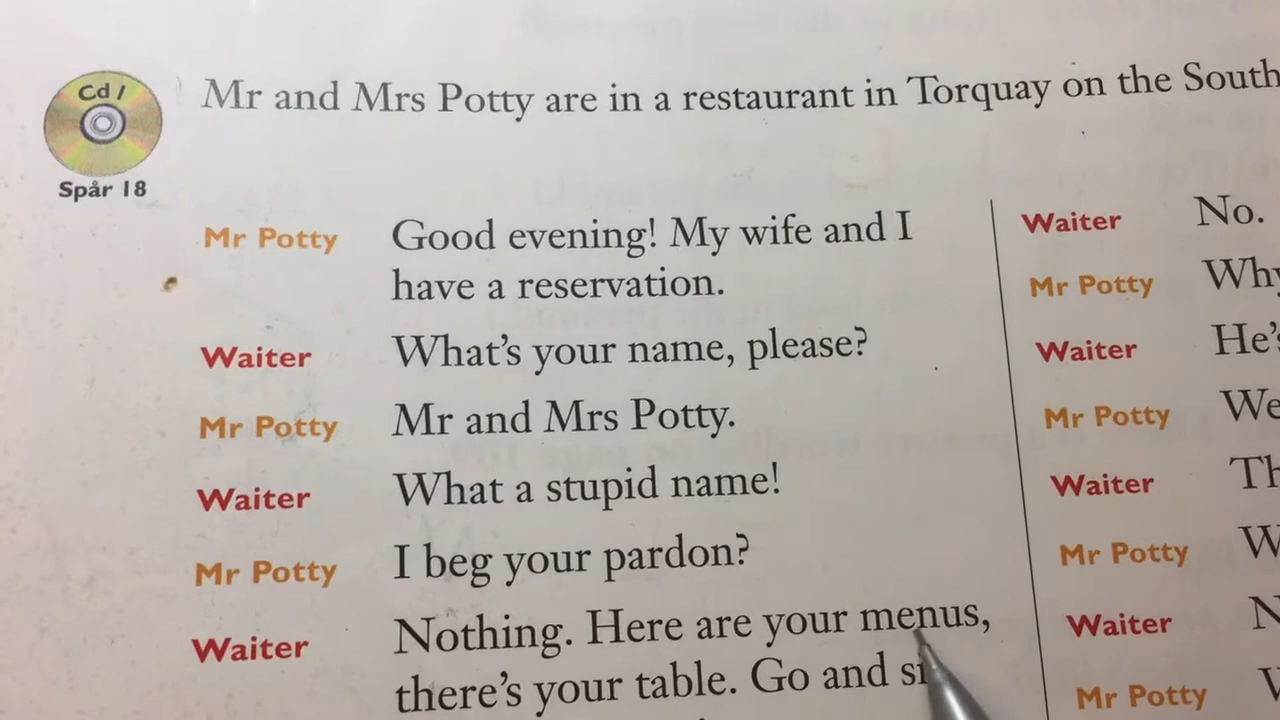 Cd 1
Spår 18
Mr and Mrs Potty are in a restaurant in Torquay on the South
Mr Potty Good evening! My wife and I
have a reservation.
Waiter What's your name, please?
Mr Potty Mr and Mrs Potty.
Waiter What a stupid name!
Mr Potty I beg your pardon?
Waiter Nothing. Here are your menus,
there's your table. Go and
Waiter No.
Mr Potty
Waiter
Mr Potty
Waiter
Mr Potty
Waiter
Mr Potty